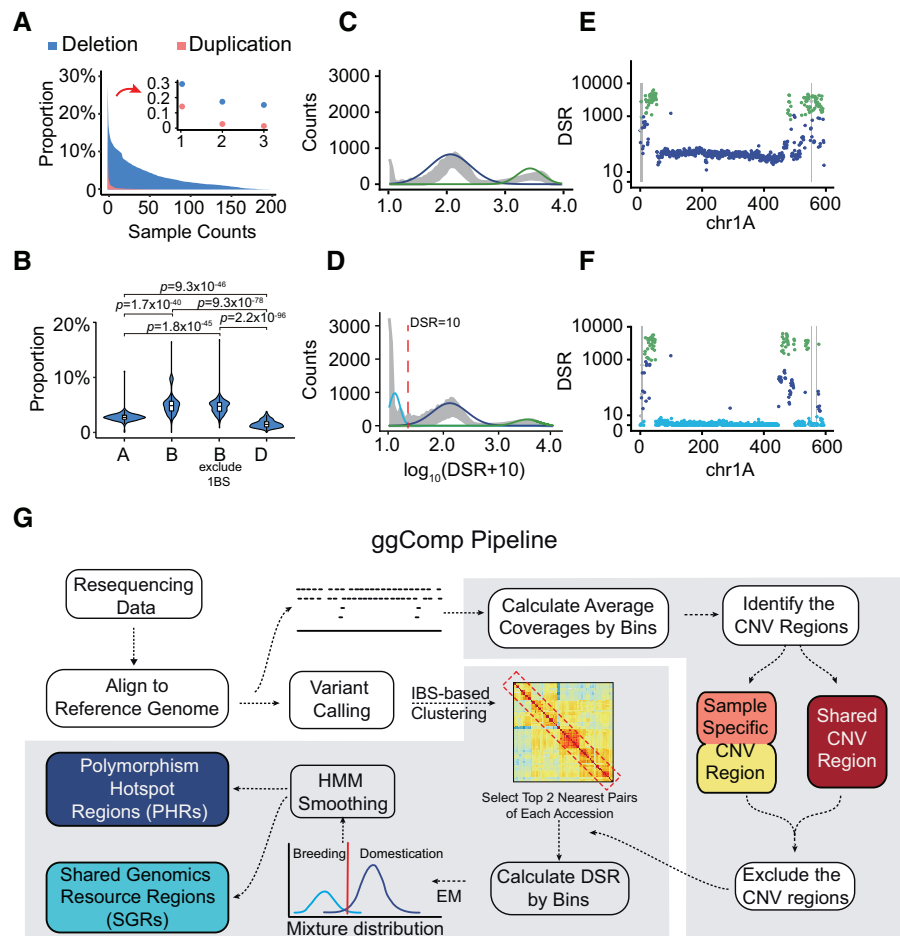 A
Deletion
Duplication
30%
20%
10%
0
Proportion
0.3
0.2
0.1
0
1 2 3
0 50 100 150 200
Sample Counts
B
p=9.3x10-46
p=1.7x10-40
p=9.3x10-78
p=1.8x10-45
p=2.2x10-96
20%
10%
0
Proportion
A B B D
exclude
1BS
C
3000
2000
1000
0
Counts
1.0 2.0 3.0 4.0
D
DSR=10
3000
2000
1000
0
Counts
1.0 2.0 3.0 4.0
log10(DSR+10)
E
10000
1000
10
0
DSR
0 200 400 600
chr1A
F
10000
1000
10
0
DSR
0 200 400 600
chr1A
G
ggComp Pipeline
Resequencing
Data
Align to
Reference Genome
Variant
Calling
IBS-based
Clustering
Calculate Average
Coverages by Bins
Identify the
CNV Regions
Sample
Specific
CNV
Region
Shared
CNV
Region
Exclude the
CNV regions
Select Top 2 Nearest Pairs
of Each Accession
Calculate DSR
by Bins
EM
Breeding
Domestication
Mixture distribution
HMM
Smoothing
Polymorphism
Hotspot
Regions (PHRs)
Shared Genomics
Resource Regions
(SGRs)